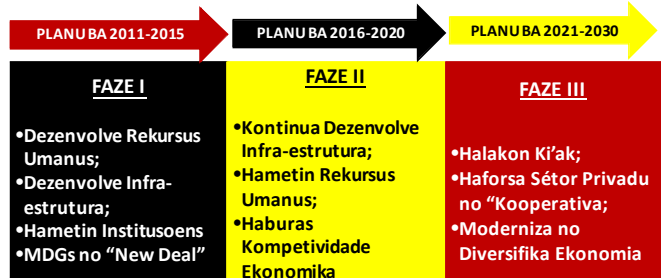 PLANU BA 2011-2015
PLANU BA 2016-2020
PLANU BA 2021-2030
FAZE I
•Dezenvolve Rekursus
Umanus;
•Dezenvolve Infra-
estrutura;
•Hametin Institusoens
•MDGs no “New Deal”
FAZE II
•Kontinua Dezenvolve
Infra-estrutura;
•Hametin Rekursus
Umanus;
•Haburas
Kompetividade
Ekonomika
FAZE III
•Halakon Ki’ak;
•Haforsa Sétor Privadu
no “Kooperativa;
•Moderniza no
Diversifika Ekonomia